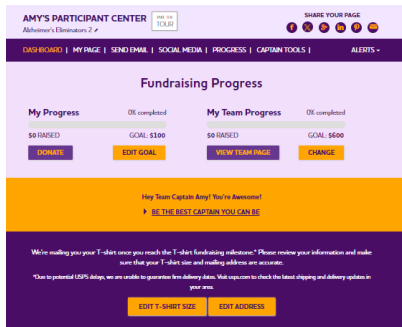 AMY'S PARTICIPANT CENTER
TOUR
SHARE YOUR PAGE
Alzheimer's Eliminators 2
DASHBOARD | MY PAGE | SEND EMAIL | SOCIAL MEDIA | PROGRESS | CAPTAIN TOOLS | ALERTS
Fundraising Progress
My Progress 0% completed
My Team Progress 0% completed
$0 RAISED GOAL: $100
$0 RAISED GOAL: $600
DONATE EDIT GOAL
VIEW TEAM PAGE CHANGE
Hey Team Captain Amy! You're Awesome!
BE THE BEST CAPTAIN YOU CAN BE
We're mailing you your T-shirt once you reach the T-shirt fundraising milestone.* Please review your information and make
sure that your T-shirt size and mailing address are accurate.
*Due to potential USPS delays, we are unable to guarantee firm delivery dates. Visit usps.com to check the latest shipping and delivery updates in
your area.
EDIT T-SHIRT SIZE EDIT ADDRESS